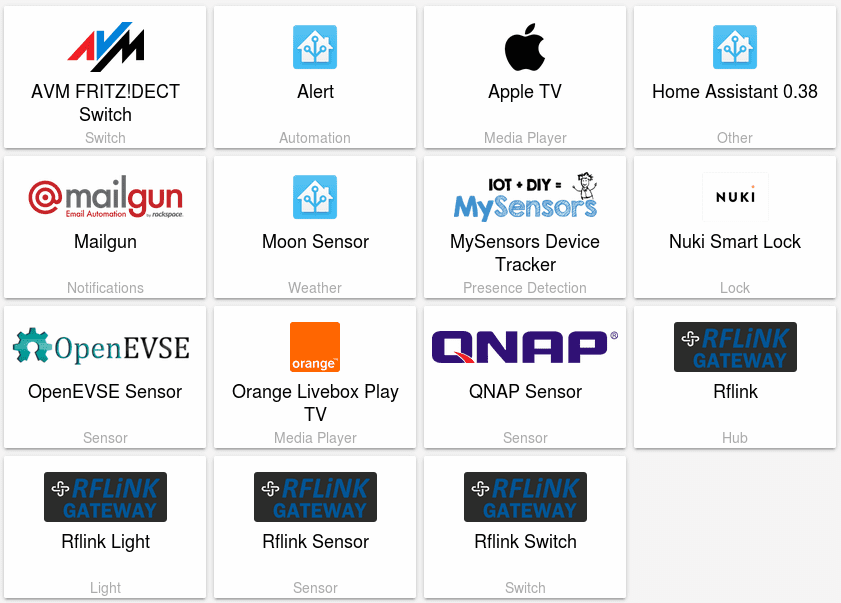 AVM
AVM FRITZ!DECT
Switch
Switch
Alert
Automation
Apple TV
Media Player
Home Assistant 0.38
Other
@mailgun
Email Automation by rackspace.
Mailgun
Notifications
Moon Sensor
Weather
IOT + DIY =
MySensors
MySensors Device
Tracker
Presence Detection
NUKI
Nuki Smart Lock
Lock
OpenEVSE
OpenEVSE Sensor
Sensor
orange™
Orange Livebox Play
TV
Media Player
QNAP®
QNAP Sensor
Sensor
RFLiNK
GATEWAY
Rflink
Hub
RFLiNK
GATEWAY
Rflink Light
Light
RFLiNK
GATEWAY
Rflink Sensor
Sensor
RFLiNK
GATEWAY
Rflink Switch
Switch